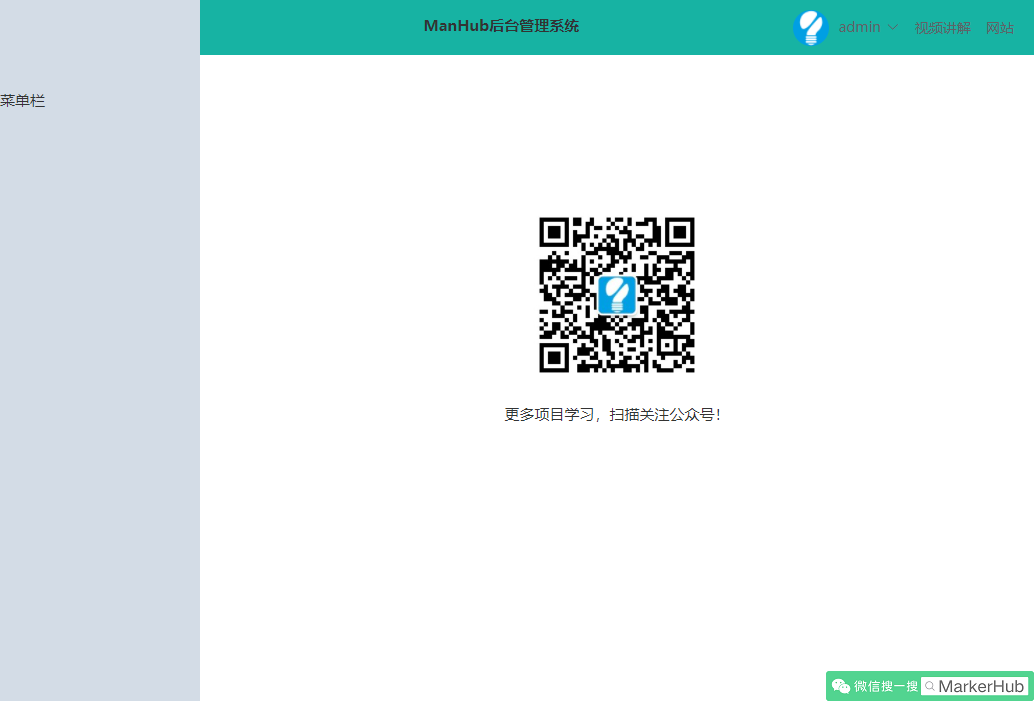 ManHub后台管理系统
admin
视频讲解
网站
菜单栏
更多项目学习，扫描关注公众号！
微信搜一搜 MarkerHub